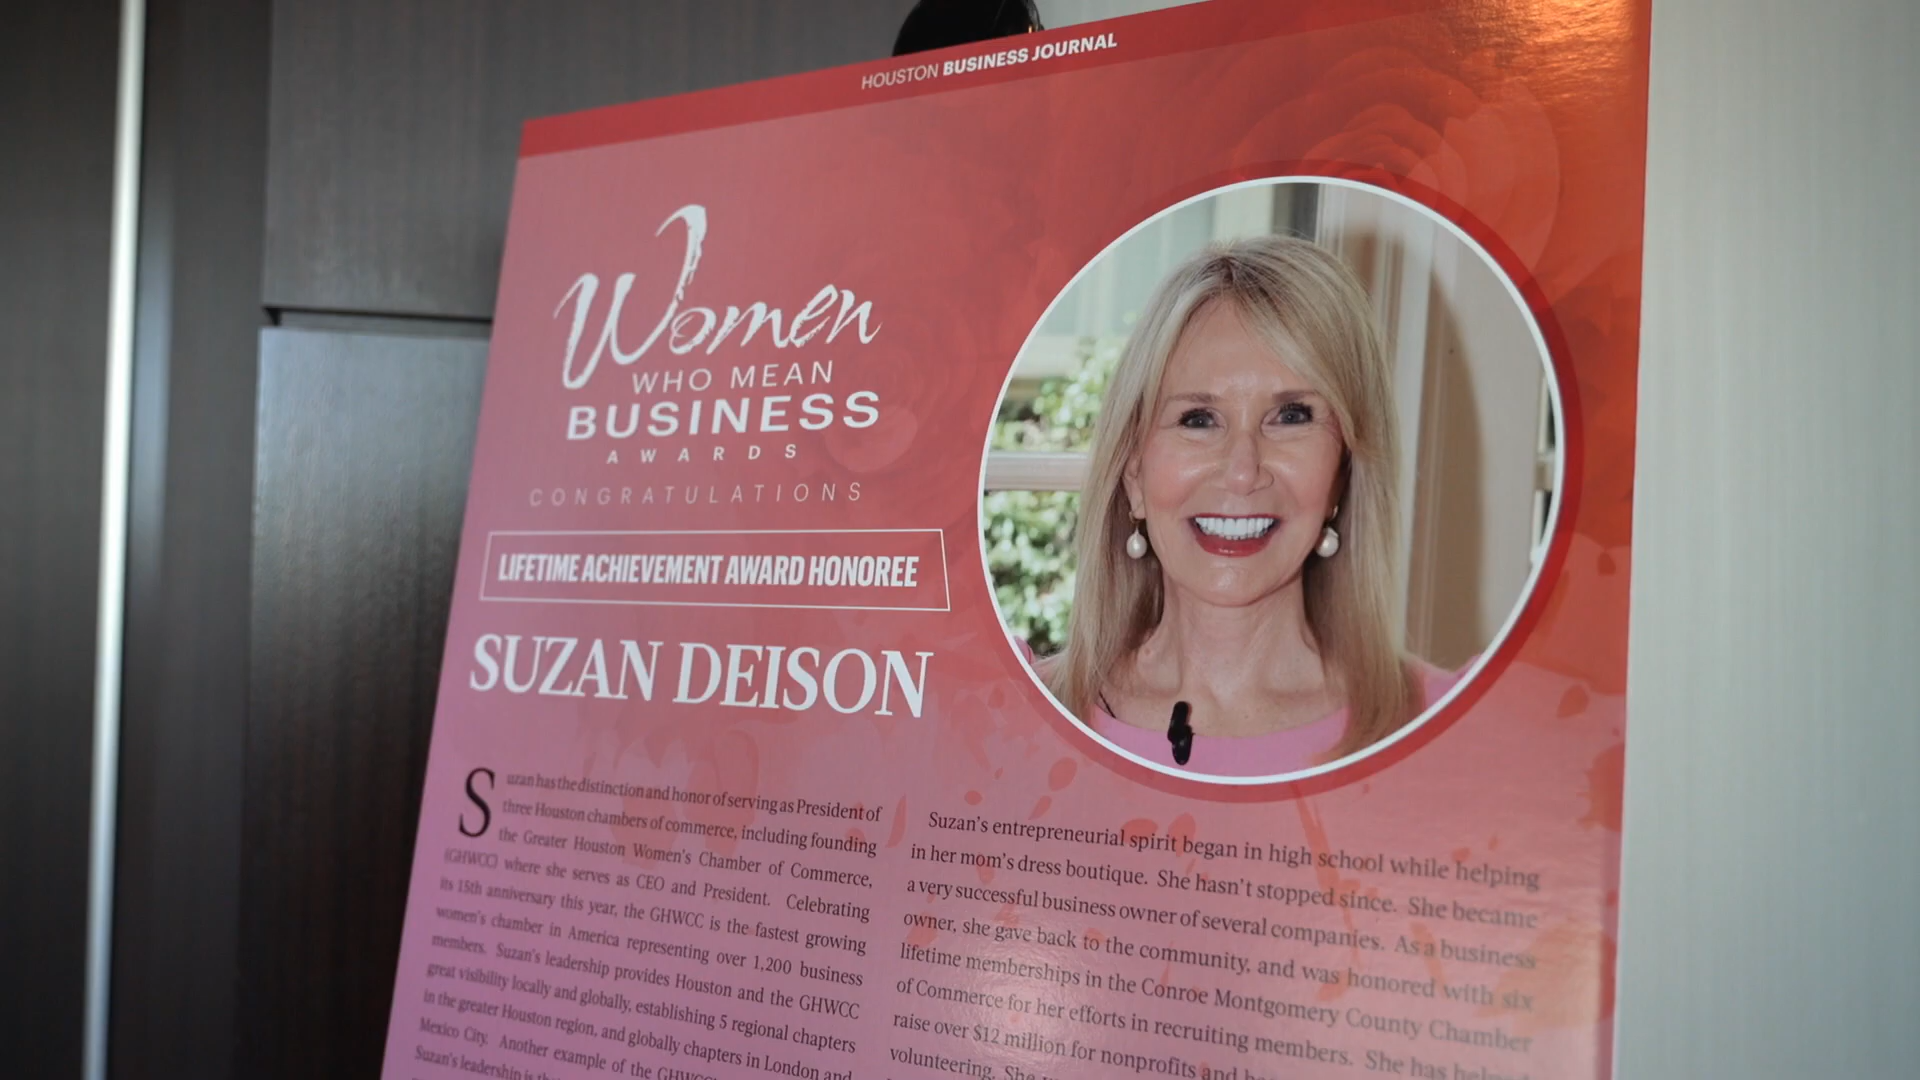 HOUSTON BUSINESS JOURNAL
Women
WHO MEAN
BUSINESS
AWARDS
CONGRATULATIONS
LIFETIME ACHIEVEMENT AWARD HONOREE
SUZAN DEISON
Suzan has the distinction and honor of serving as President of
three Houston chambers of commerce, including founding
the Greater Houston Women's Chamber of Commerce,
(GHWCC) where she serves as CEO and President. Celebrating
its 15th anniversary this year, the GHWCC is the fastest growing
women's chamber in America representing over 1,200 business
members. Suzan's leadership provides Houston and the GHWCC
great visibility locally and globally, establishing 5 regional chapters
in the greater Houston region, and globally chapters in London and
Mexico City. Another example of the GHWCC's
Suzan's leadership is
Suzan's entrepreneurial spirit began in high school while helping
in her mom's dress boutique. She hasn't stopped since. She became
a very successful business owner of several companies. As a business
owner, she gave back to the community, and was honored with six
lifetime memberships in the Conroe Montgomery County Chamber
of Commerce for her efforts in recruiting members. She has helped
raise over $12 million for nonprofits and
volunteering. She